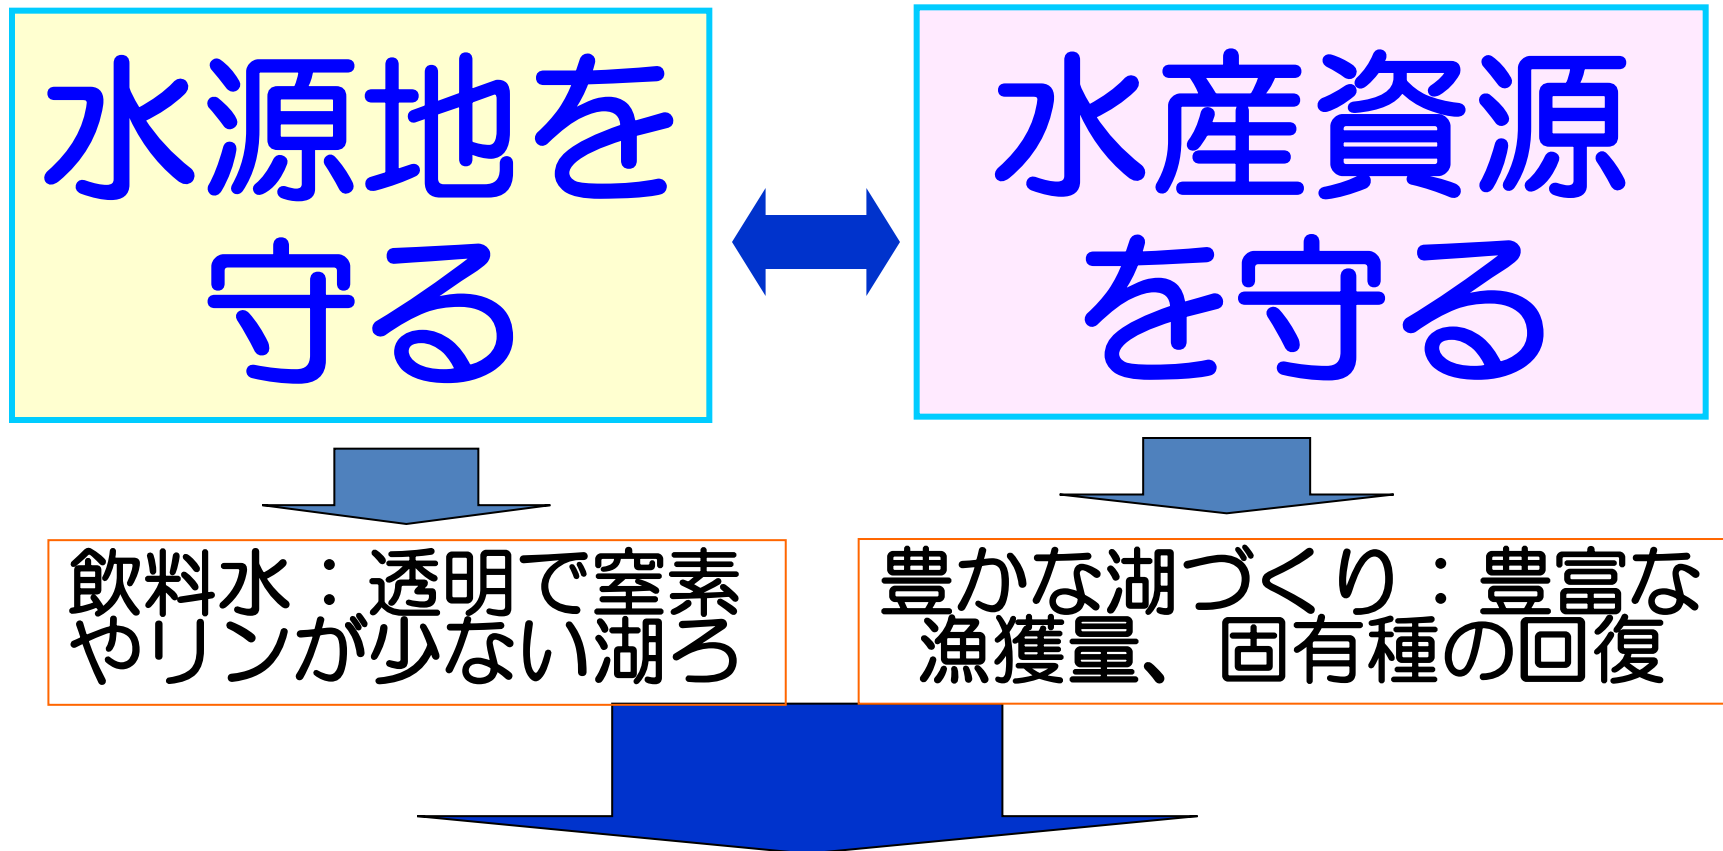 水源地を
守る
水産資源
を守る
飲料水：透明で窒素
やリンが少ない湖ろ
豊かな湖づくり：豊富な
漁獲量、固有種の回復